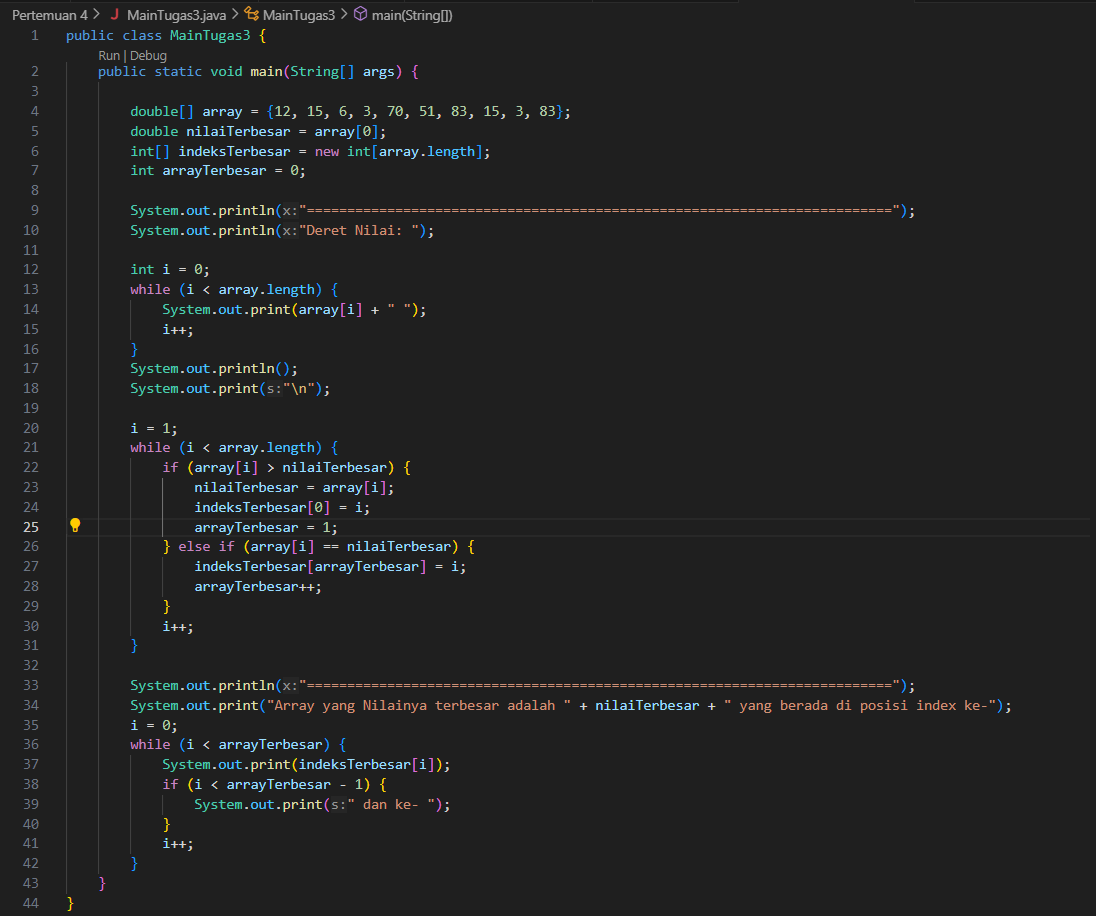 Pertemuan 4 > J MainTugas3.java > MainTugas3 > main(String[])
1 public class MainTugas3 {
Run | Debug
2 public static void main(String[] args) {
3
4 double[] array = {12, 15, 6, 3, 70, 51, 83, 15, 3, 83};
5 double nilaiTerbesar = array[0];
6 int[] indeksTerbesar = new int[array.length];
7 int arrayTerbesar = 0;
8
9 System.out.println(x:"=========================================================================");
10 System.out.println(x:"Deret Nilai: ");
11
12 int i = 0;
13 while (i < array.length) {
14 System.out.print(array[i] + " ");
15 i++;
16 }
17 System.out.println();
18 System.out.print(s:"\n");
19
20 i = 1;
21 while (i < array.length) {
22 if (array[i] > nilaiTerbesar) {
23 nilaiTerbesar = array[i];
24 indeksTerbesar[0] = i;
25 arrayTerbesar = 1;
26 } else if (array[i] == nilaiTerbesar) {
27 indeksTerbesar[arrayTerbesar] = i;
28 arrayTerbesar++;
29 }
30 i++;
31 }
32
33 System.out.println(x:"=========================================================================");
34 System.out.print("Array yang Nilainya terbesar adalah " + nilaiTerbesar + " yang berada di posisi index ke-");
35 i = 0;
36 while (i < arrayTerbesar) {
37 System.out.print(indeksTerbesar[i]);
38 if (i < arrayTerbesar - 1) {
39 System.out.print(s:" dan ke- ");
40 }
41 i++;
42 }
43 }
44 }